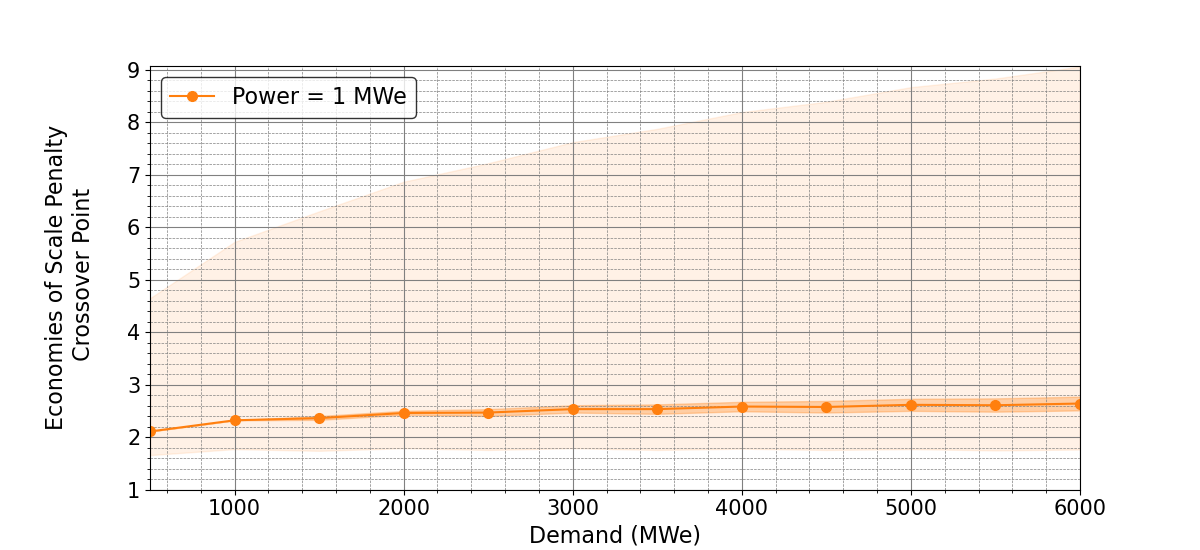 Economies of Scale Penalty
Crossover Point
9
8
7
6
5
4
3
2
1
Power = 1 MWe
1000 2000 3000 4000 5000 6000
Demand (MWe)